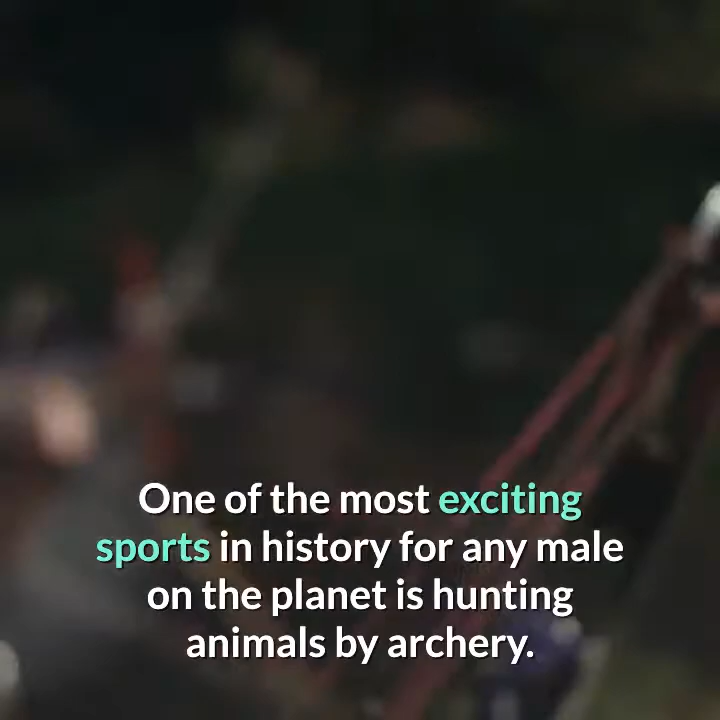 One of the most exciting
sports in history for any male
on the planet is hunting
animals by archery.